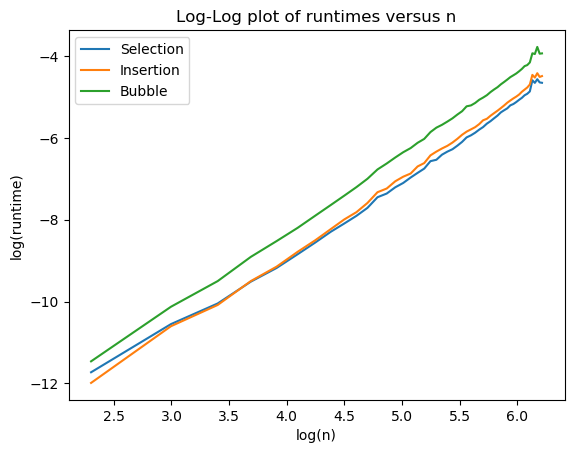 Log-Log plot of runtimes versus n
Selection
Insertion
Bubble
log(runtime)
−4
−6
−8
−10
−12
2.5 3.0 3.5 4.0 4.5 5.0 5.5 6.0
log(n)